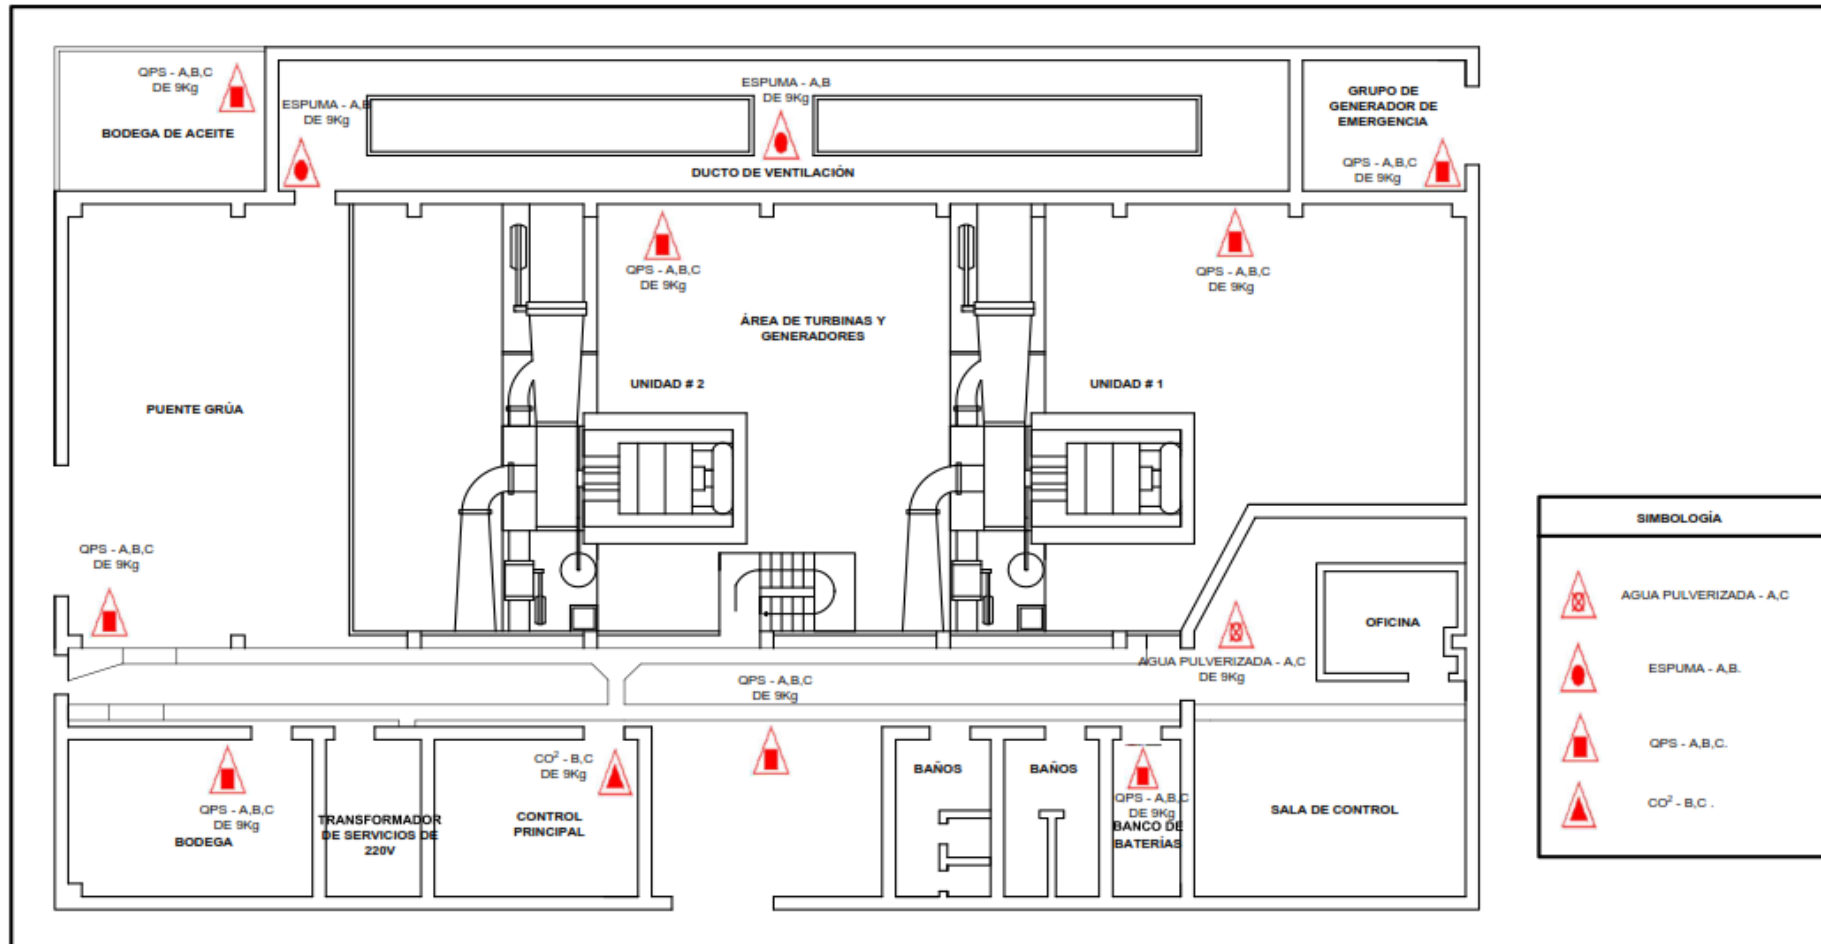 QPS - A,B,C
DE 9Kg
BODEGA DE ACEITE
ESPUMA - A,B
DE 9Kg
ESPUMA - A,B
DE 9Kg
DUCTO DE VENTILACIÓN
GRUPO DE
GENERADOR DE
EMERGENCIA
QPS - A,B,C
DE 9Kg
QPS - A,B,C
DE 9Kg
QPS - A,B,C
DE 9Kg
ÁREA DE TURBINAS Y
GENERADORES
UNIDAD # 2
UNIDAD # 1
PUENTE GRÚA
QPS - A,B,C
DE 9Kg
OFICINA
AGUA PULVERIZADA - A,C
DE 9Kg
QPS - A,B,C
DE 9Kg
QPS - A,B,C
DE 9Kg
BODEGA
TRANSFORMADOR
DE SERVICIOS DE
220V
CO² - B,C
DE 9Kg
CONTROL
PRINCIPAL
BAÑOS
BAÑOS
QPS - A,B,C
DE 9Kg
BANCO DE
BATERÍAS
SALA DE CONTROL
SIMBOLOGÍA
AGUA PULVERIZADA - A,C
ESPUMA - A,B.
QPS - A,B,C.
CO² - B,C .